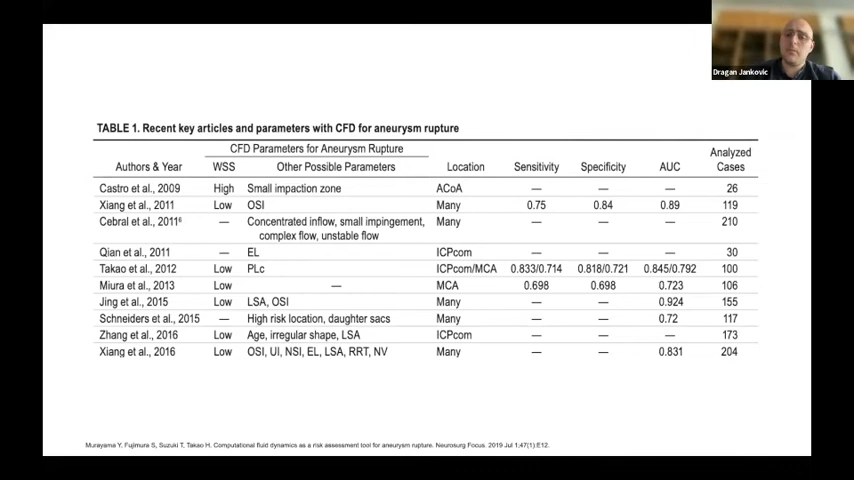 Dragan Jankovic
TABLE 1. Recent key articles and parameters with CFD for aneurysm rupture
CFD Parameters for Aneurysm Rupture
Authors & Year WSS Other Possible Parameters Location Sensitivity Specificity AUC Analyzed Cases
Castro et al., 2009 High Small impaction zone ACoA — — — 26
Xiang et al., 2011 Low OSI Many 0.75 0.84 0.89 119
Cebral et al., 2011⁶ — Concentrated inflow, small impingement, Many — — — 210
complex flow, unstable flow
Qian et al., 2011 — EL ICPcom — — — 30
Takao et al., 2012 Low PLc ICPcom/MCA 0.833/0.714 0.818/0.721 0.845/0.792 100
Miura et al., 2013 Low — MCA 0.698 0.698 0.723 106
Jing et al., 2015 Low LSA, OSI Many — — 0.924 155
Schneiders et al., 2015 — High risk location, daughter sacs Many — — 0.72 117
Zhang et al., 2016 Low Age, irregular shape, LSA ICPcom — — — 173
Xiang et al., 2016 Low OSI, UI, NSI, EL, LSA, RRT, NV Many — — 0.831 204
Murayama Y, Fujimura S, Suzuki T, Takao H. Computational fluid dynamics as a risk assessment tool for aneurysm rupture. Neurosurg Focus. 2019 Jul 1;47(1):E12.